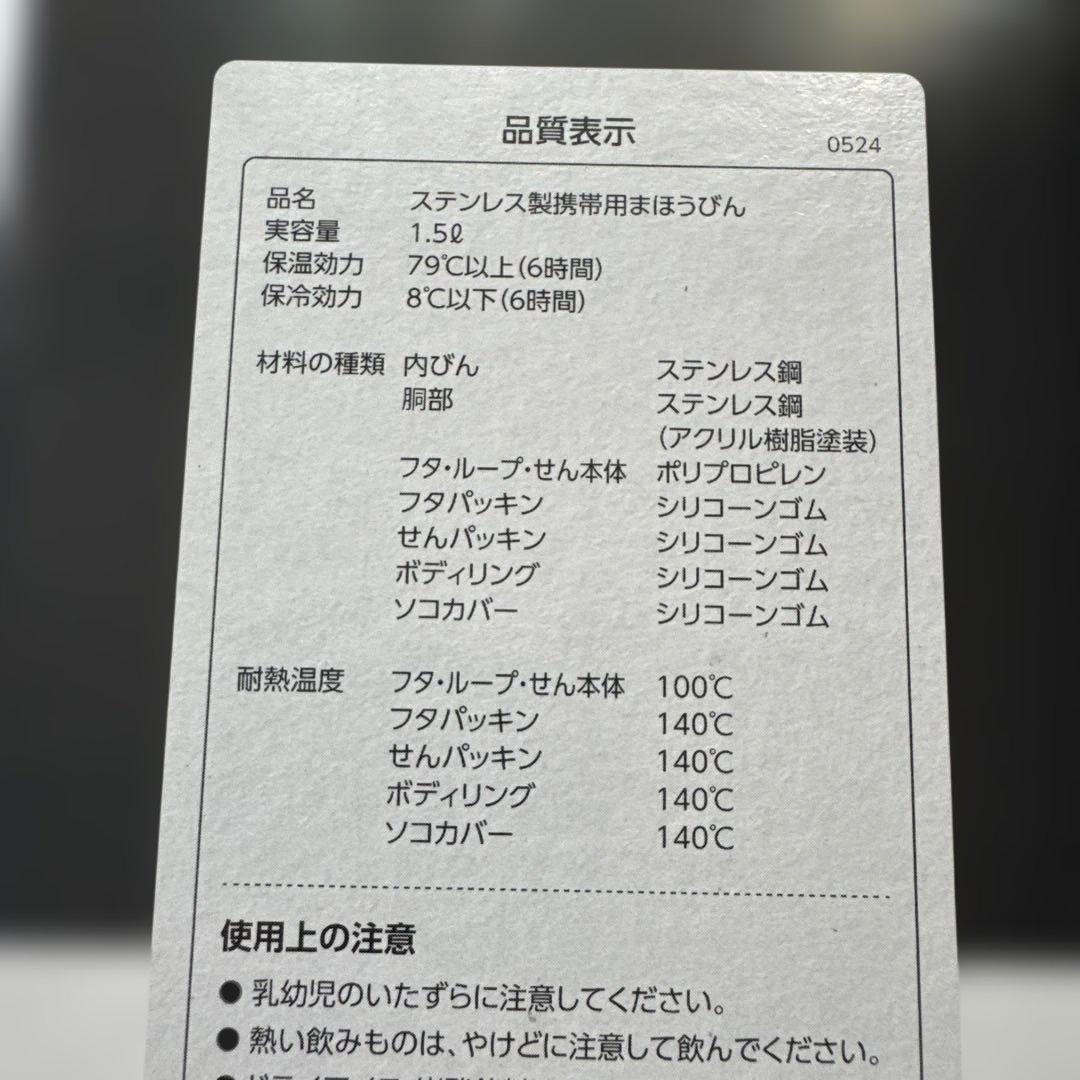 品質表示
0524
品名 ステンレス製携帯用まほうびん
実容量 1.5ℓ
保温効力 79℃以上(6時間)
保冷効力 8℃以下(6時間)
材料の種類 内びん ステンレス鋼
胴部 ステンレス鋼
(アクリル樹脂塗装)
フタ・ループ・せん本体 ポリプロピレン
フタパッキン シリコーンゴム
せんパッキン シリコーンゴム
ボディリング シリコーンゴム
ソコカバー シリコーンゴム
耐熱温度 フタ・ループ・せん本体 100℃
フタパッキン 140℃
せんパッキン 140℃
ボディリング 140℃
ソコカバー 140℃
使用上の注意
● 乳幼児のいたずらに注意してください。
● 熱い飲みものは、やけどに注意して飲んでください。